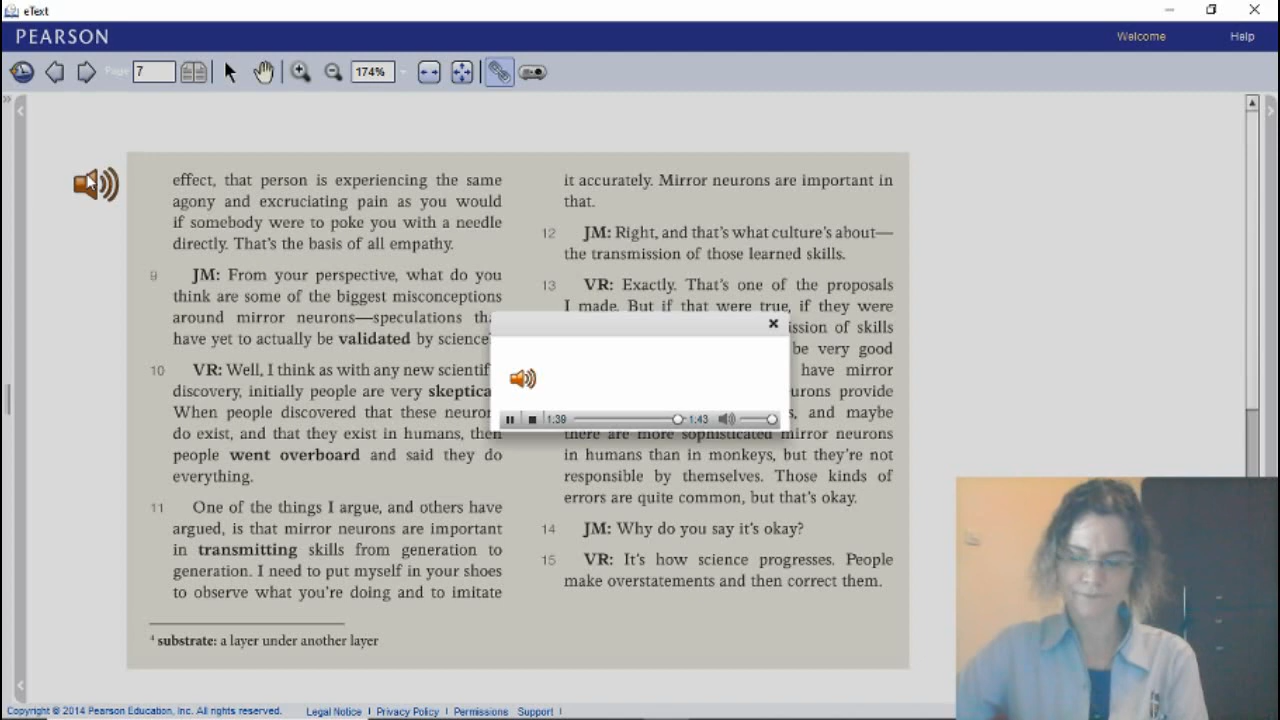 eText
PEARSON
Welcome
Help
Page
7
174%
effect, that person is experiencing the same
agony and excruciating pain as you would
if somebody were to poke you with a needle
directly. That's the basis of all empathy.
9 JM: From your perspective, what do you
think are some of the biggest misconceptions
around mirror neurons—speculations
have yet to actually be validated by science
10 VR: Well, I think as with any new
discovery, initially people are very
When people discovered that these
do exist, and that they exist in humans, then
people went overboard and said they do
everything.
11 One of the things I argue, and others have
argued, is that mirror neurons are important
in transmitting skills from generation to
generation. I need to put myself in your shoes
to observe what you're doing and to imitate
4 substrate: a layer under another layer
it accurately. Mirror neurons are important in
that.
12 JM: Right, and that's what culture's about—
the transmission of those learned skills.
13 VR: Exactly. That's one of the proposals
I made. But if that were true, if they were
of skills
be very good
have mirror
provide
and maybe
there are more sophisticated mirror neurons
in humans than in monkeys, but they're not
responsible by themselves. Those kinds of
errors are quite common, but that's okay.
14 JM: Why do you say it's okay?
15 VR: It's how science progresses. People
make overstatements and then correct them.
1:39
1:43
Copyright © 2014 Pearson Education, Inc. All rights reserved. Legal Notice | Privacy Policy | Permissions Support |